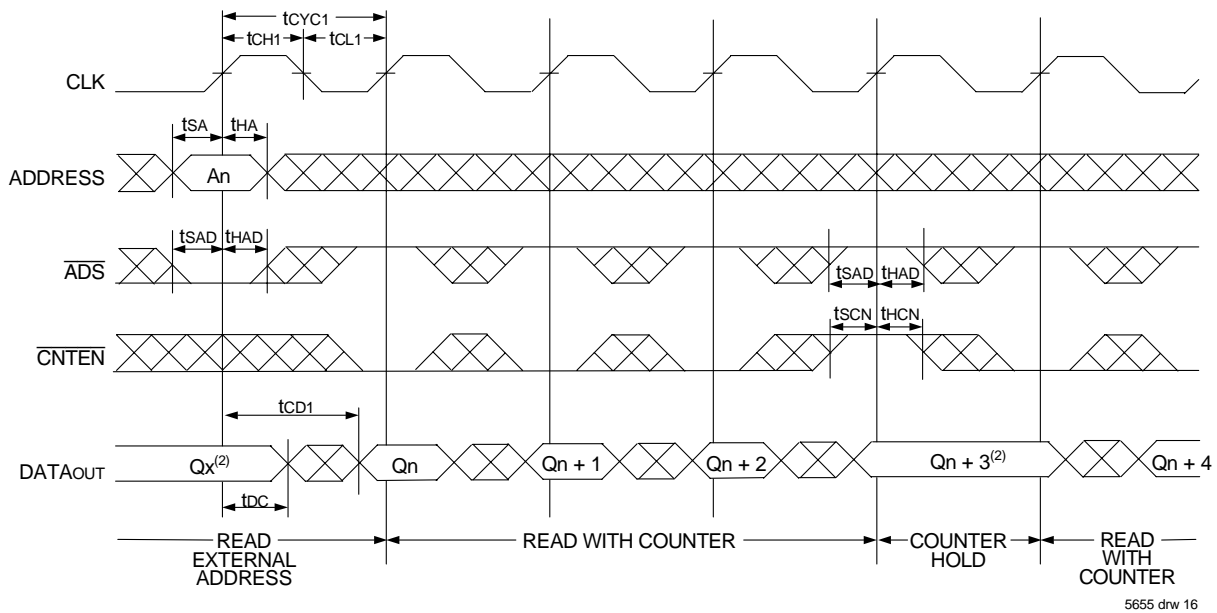 tCYC1
tCH1 tCL1
CLK
tSA tHA
ADDRESS An
tSAD tHAD
ADS
tSAD tHAD
tSCN tHCN
CNTEN
tCD1
DATAOUT Qx(2) Qn Qn + 1 Qn + 2 Qn + 3(2) Qn + 4
tDC
READ EXTERNAL ADDRESS
READ WITH COUNTER
COUNTER HOLD
READ WITH COUNTER
5655 drw 16